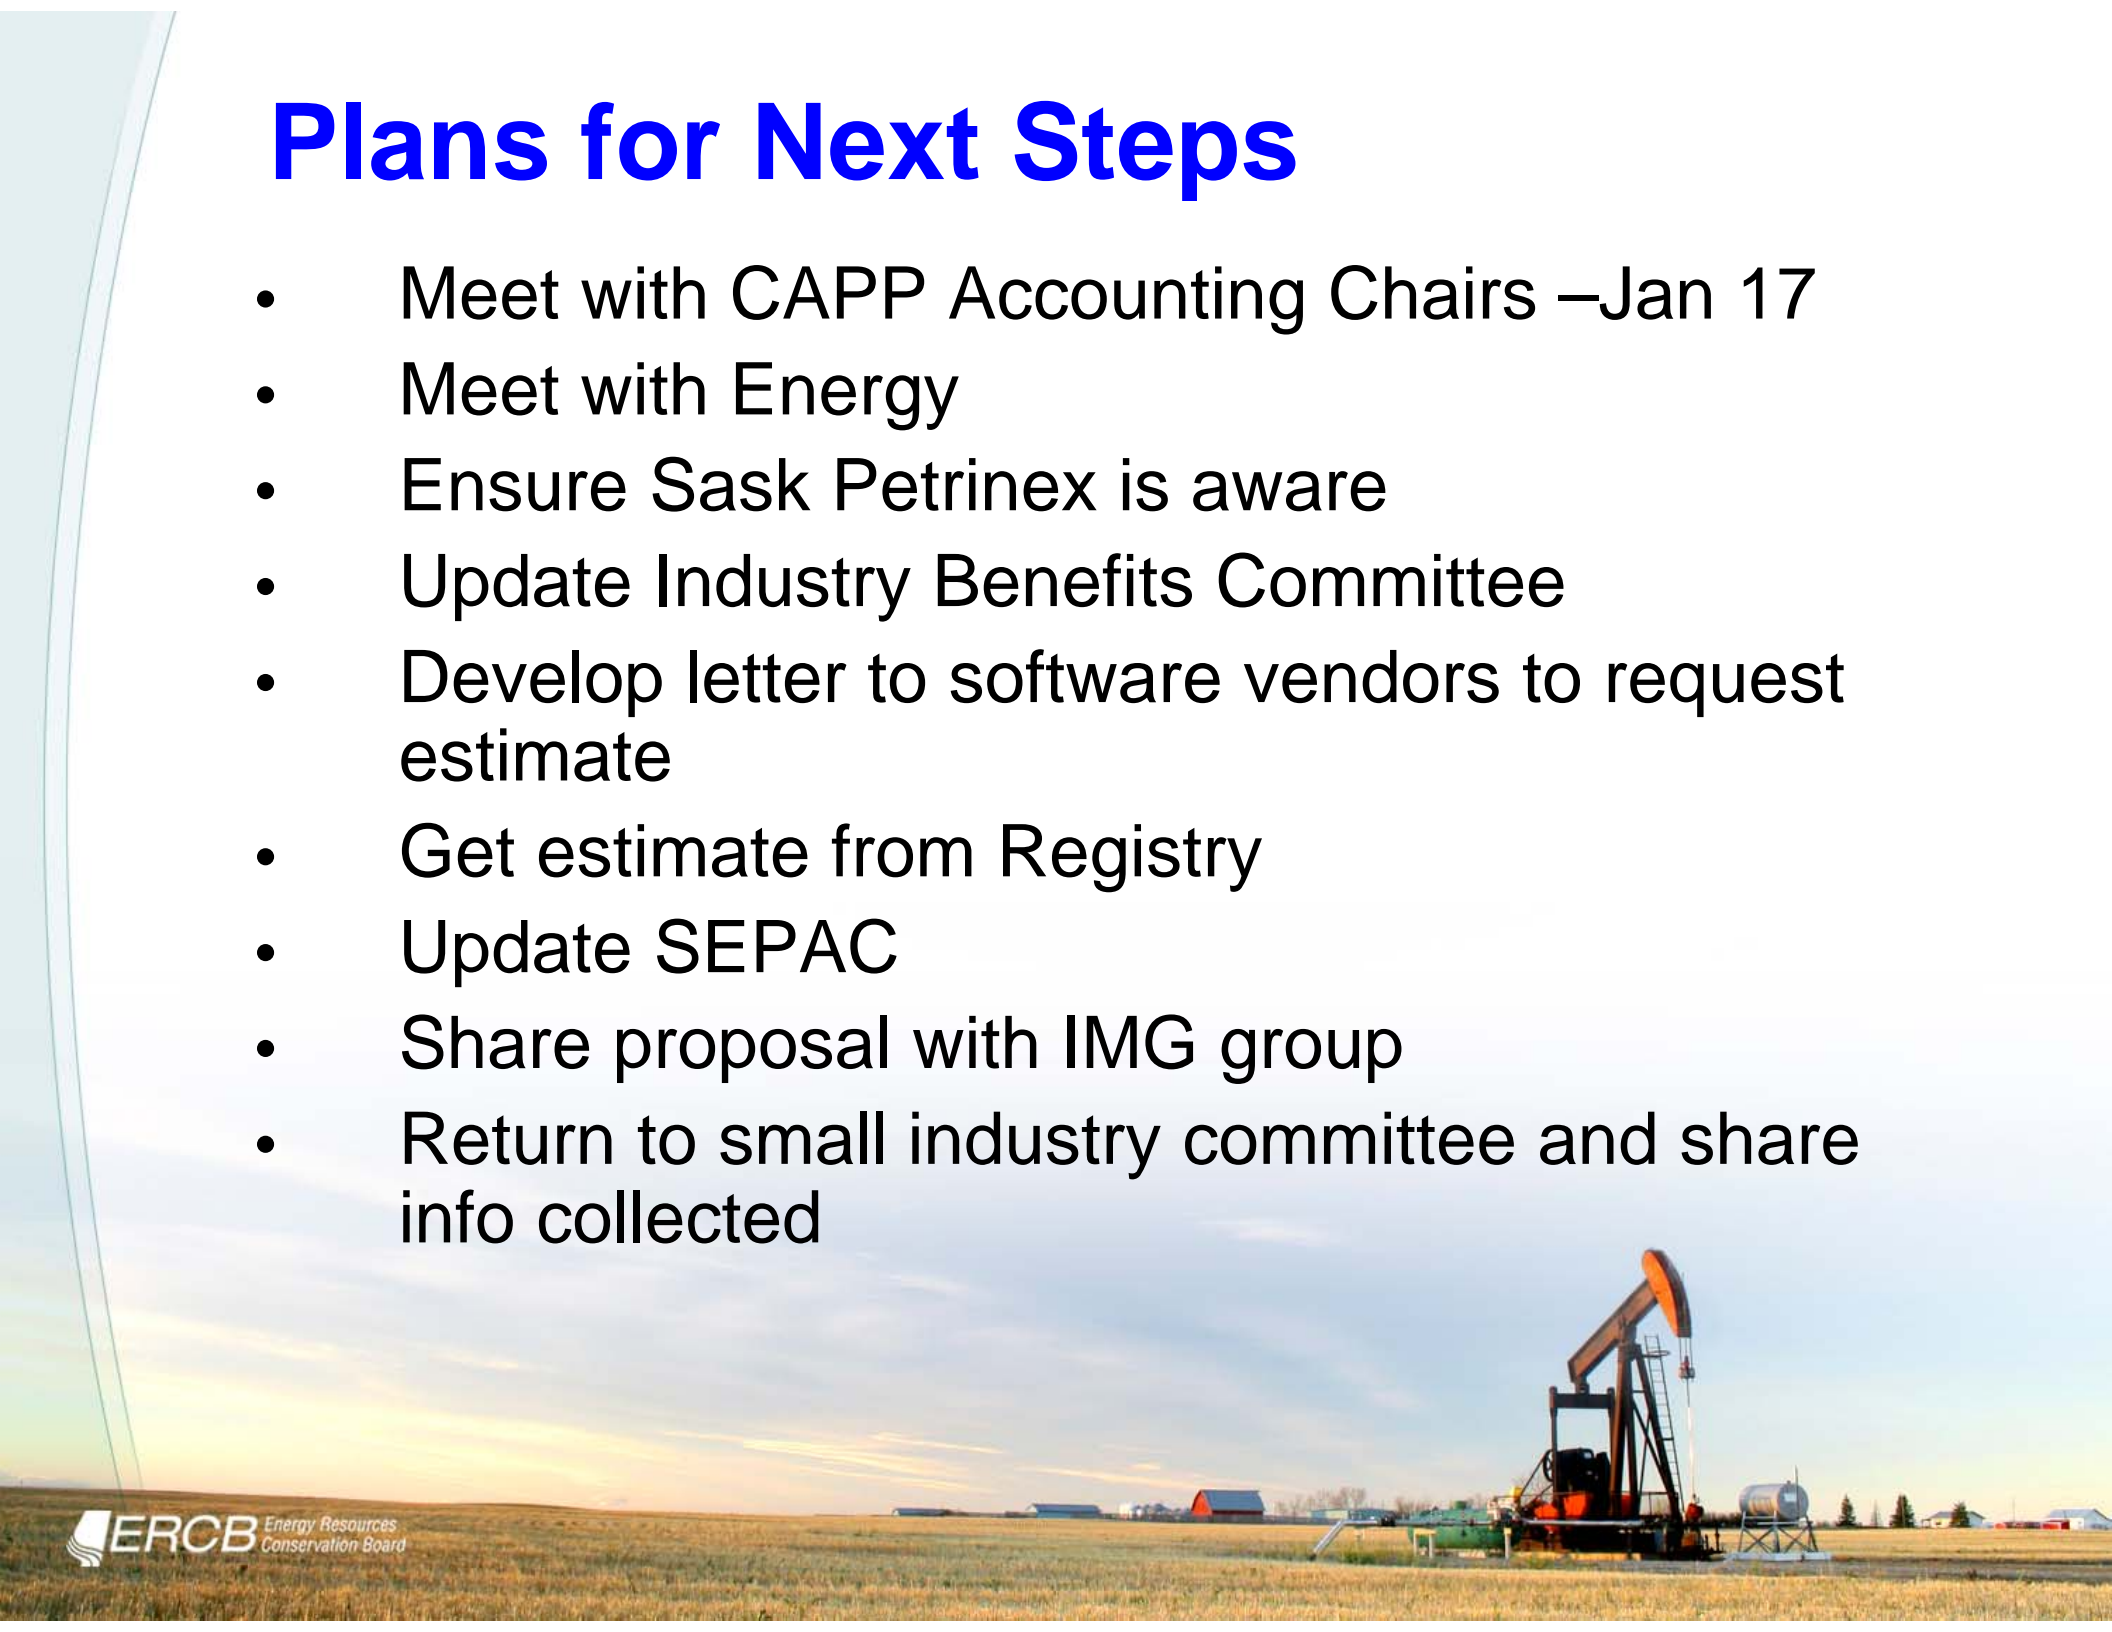 Plans for Next Steps
• Meet with CAPP Accounting Chairs –Jan 17
• Meet with Energy
• Ensure Sask Petrinex is aware
• Update Industry Benefits Committee
• Develop letter to software vendors to request
estimate
• Get estimate from Registry
• Update SEPAC
• Share proposal with IMG group
• Return to small industry committee and share
info collected
ERCB Energy Resources
Conservation Board